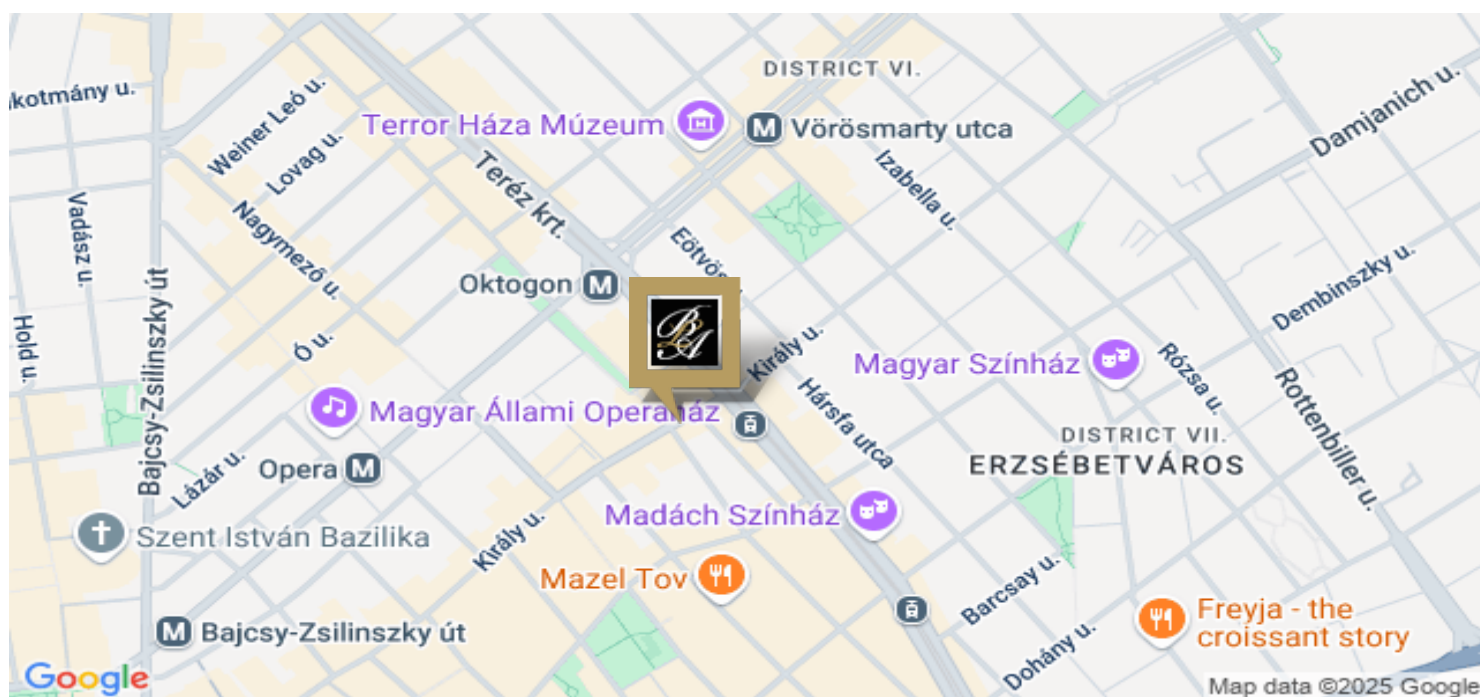 DISTRICT VI.
kotmány u.
Weiner Leó u.
Damjanich u.
Terror Háza Múzeum
M Vörösmarty utca
Lovag u.
Teréz krt.
Izabella u.
Vadász u.
Nagymező u.
Eötvös
Oktogon M
Dembinszky u.
Hold u.
Bajcsy-Zsilinszky út
Ó u.
BLA
Király u.
Magyar Színház
Rózsa u.
Rottenbiller u.
Magyar Állami Operaház
Hársfa utca
DISTRICT VII.
ERZSÉBETVÁROS
Lázár u.
Opera M
Szent István Bazilika
Király u.
Madách Színház
Mazel Tov
Barcsay u.
Freyja - the
croissant story
M Bajcsy-Zsilinszky út
Dohány u.
Google
Map data ©2025 Google